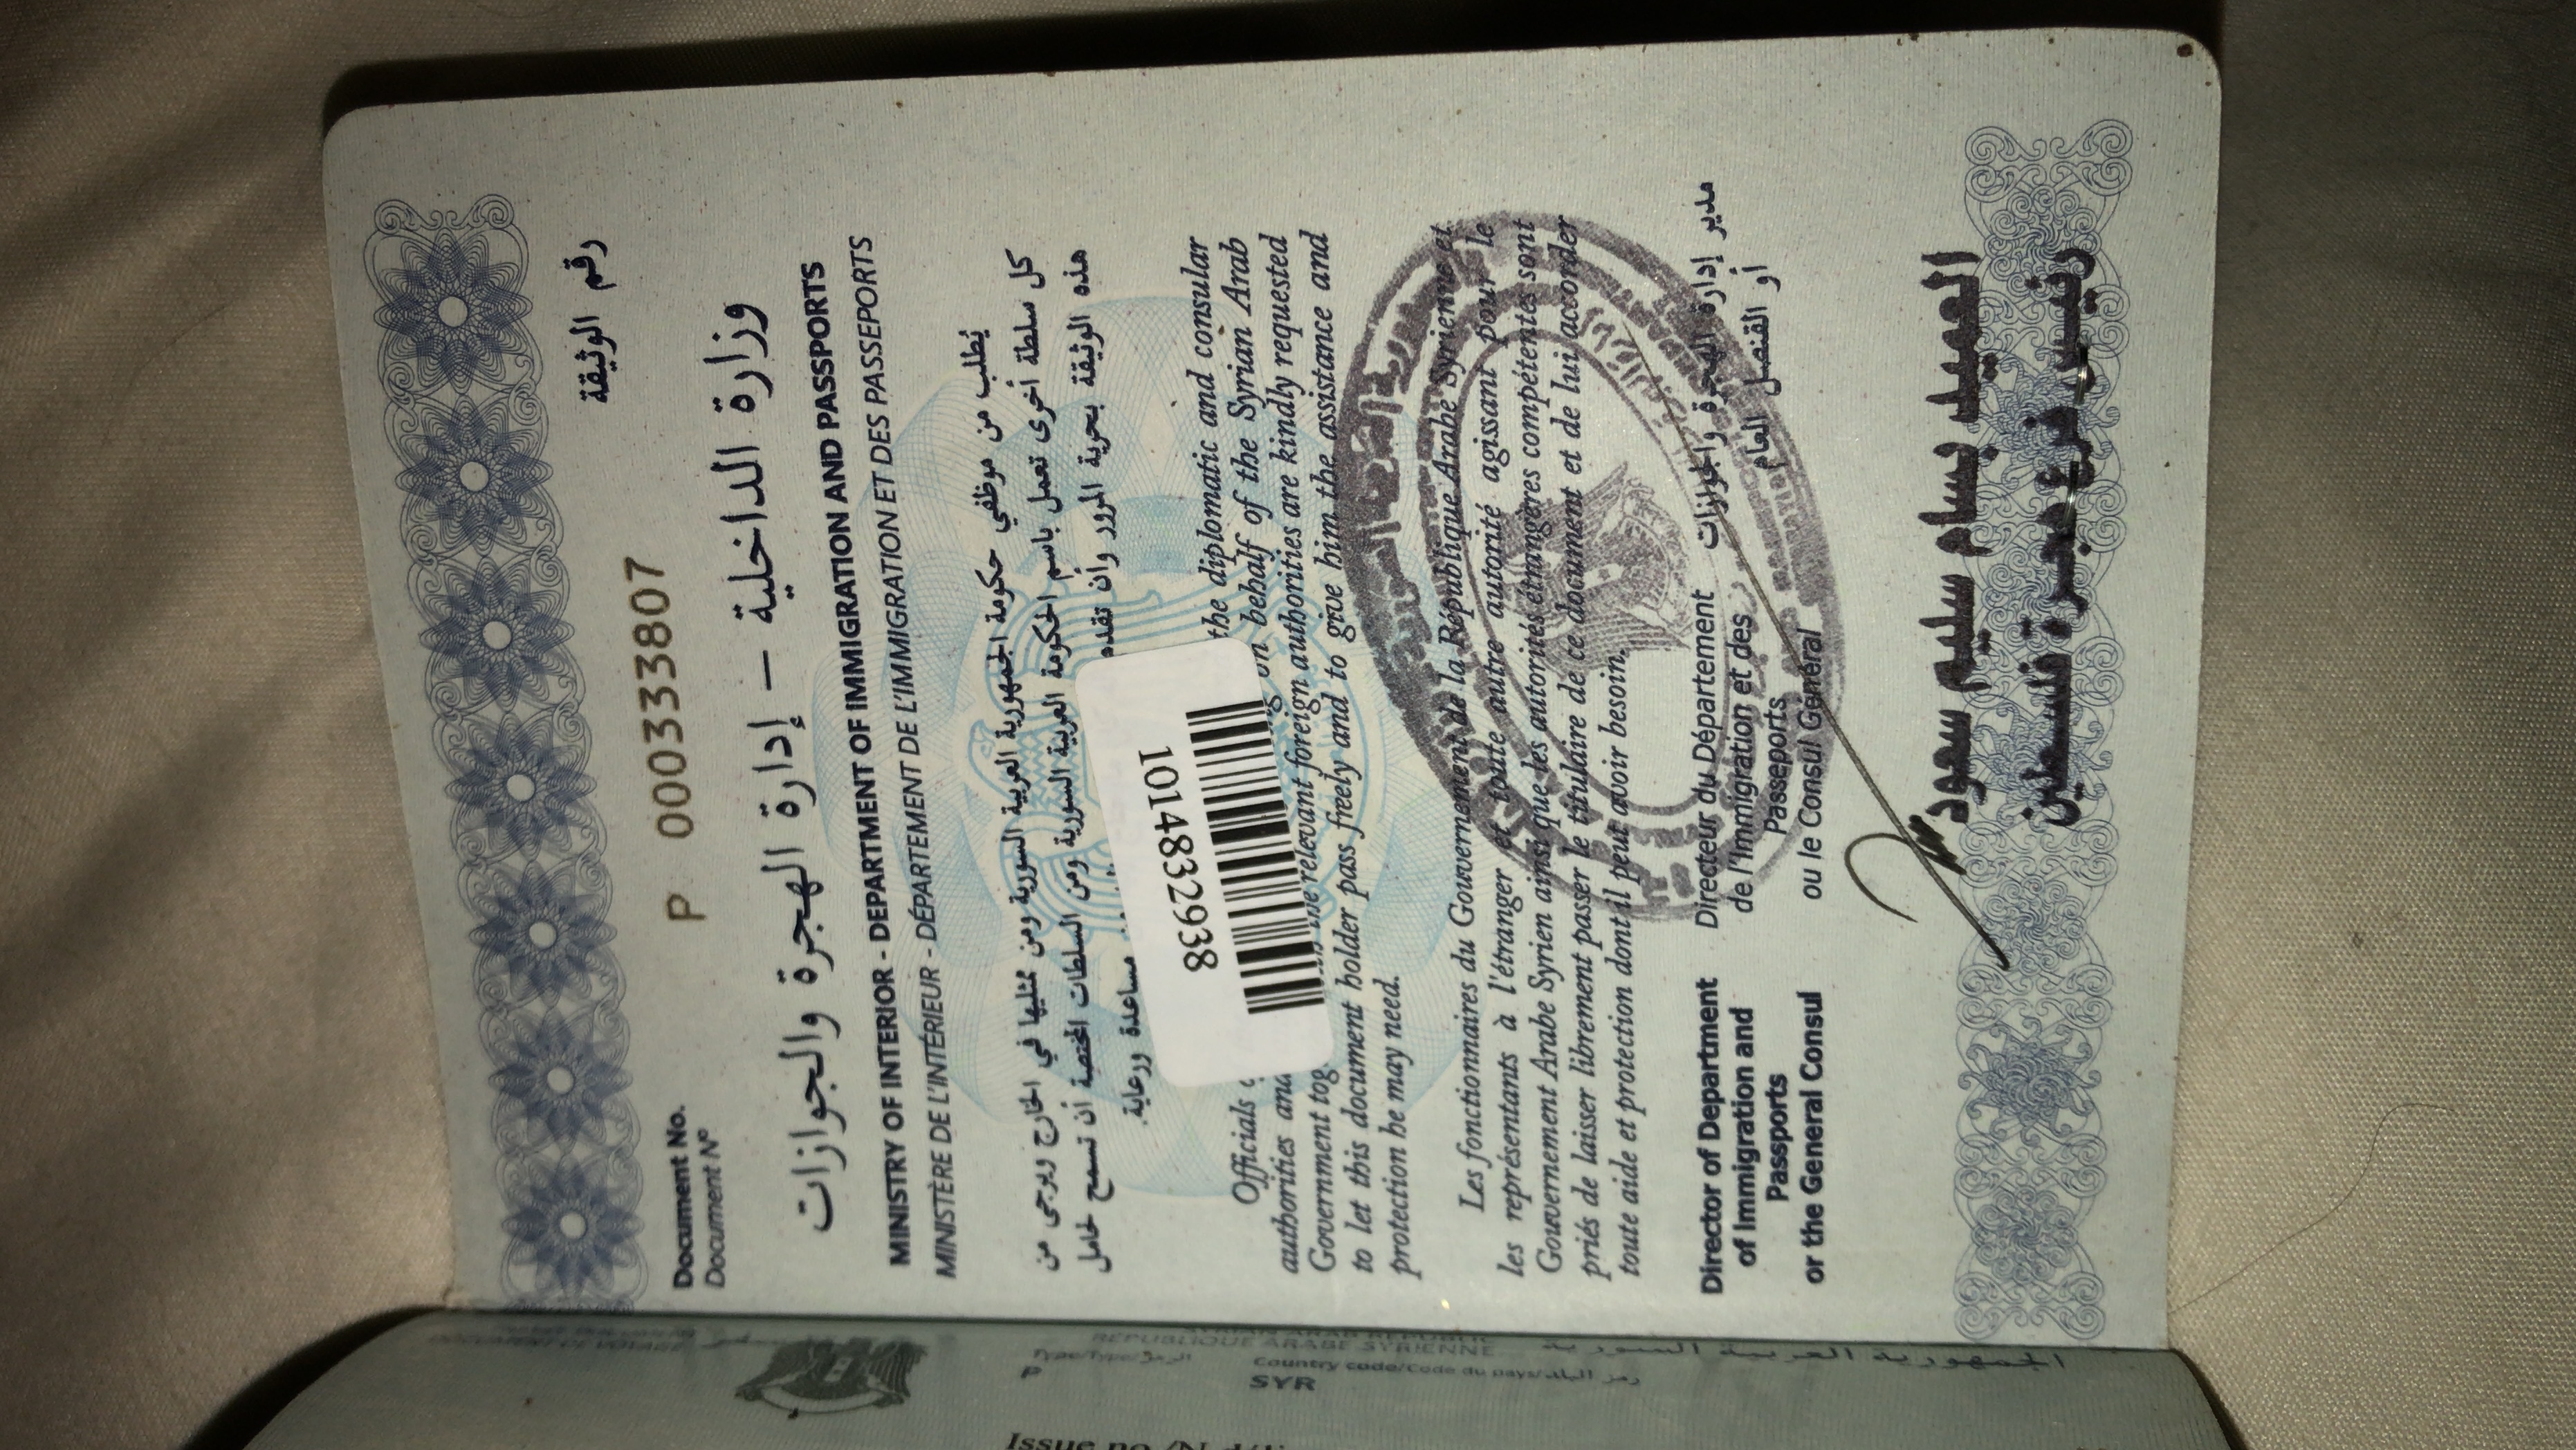 رقم الوثيقة
Document No.
Document Nº
P 000333807
وزارة الداخلية – إدارة الهجرة والجوازات
MINISTRY OF INTERIOR - DEPARTMENT OF IMMIGRATION AND PASSPORTS
MINISTÈRE DE L'INTÉRIEUR - DÉPARTEMENT DE L'IMMIGRATION ET DES PASSEPORTS
يُطلب من موظفي حكومة الجمهورية العربية السورية ومن ممثليها في الخارج ويرجى من
كل سلطة أخرى تعمل باسم الحكومة العربية السورية ومن السلطات المختصة أن تسمح لحامل
هذه الوثيقة بحرية المرور وأن تقدم
مساعدة ورعاية.
1014832938
Officials the diplomatic and consular
authorities and on behalf of the Syrian Arab
Government relevant foreign authorities are kindly requested
to let this document holder pass freely and to give him the assistance and
protection he may need.
Les fonctionnaires du Gouvernement de la République Arabe Syrienne et
les représentants à l'étranger et toute autre autorité agissant pour le
Gouvernement Arabe Syrien ainsi que les autorités étrangères compétentes sont
priés de laisser librement passer le titulaire de ce document et de lui accorder
toute aide et protection dont il peut avoir besoin.
Director of Department
of Immigration and
Passports
or the General Consul
Directeur du Département
de l'Immigration et des
Passeports
ou le Consul Général
مدير إدارة الهجرة والجوازات
أو القنصل العام
العميد بسام سليم سعود
رئيس فرع هجرة فلسطين
Country code/code du pays
SYR